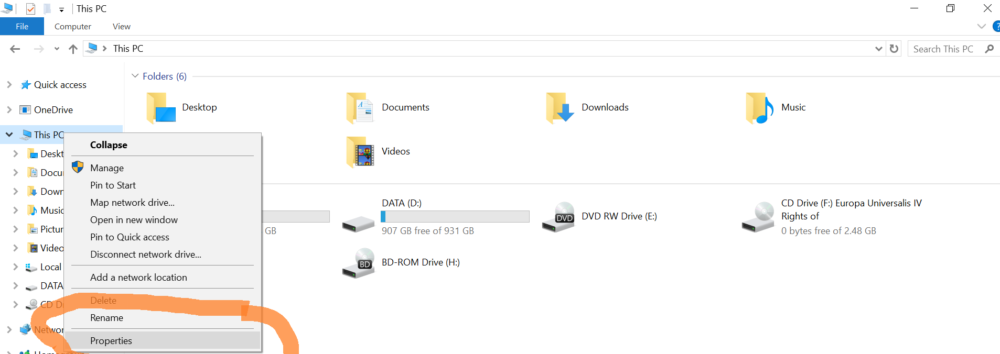 This PC
File
Computer
View
This PC
Search This PC
Quick access
OneDrive
This PC
Deskt
Docu
Down
Music
Pictur
Video
Local
DATA
CD D
Networ
Collapse
Manage
Pin to Start
Map network drive...
Open in new window
Pin to Quick access
Disconnect network drive...
Add a network location
Delete
Rename
Properties
Folders (6)
Desktop
Documents
Downloads
Music
Videos
GB
DATA (D:)
907 GB free of 931 GB
DVD
DVD RW Drive (E:)
CD Drive (F:) Europa Universalis IV
Rights of
0 bytes free of 2.48 GB
BD
BD-ROM Drive (H:)